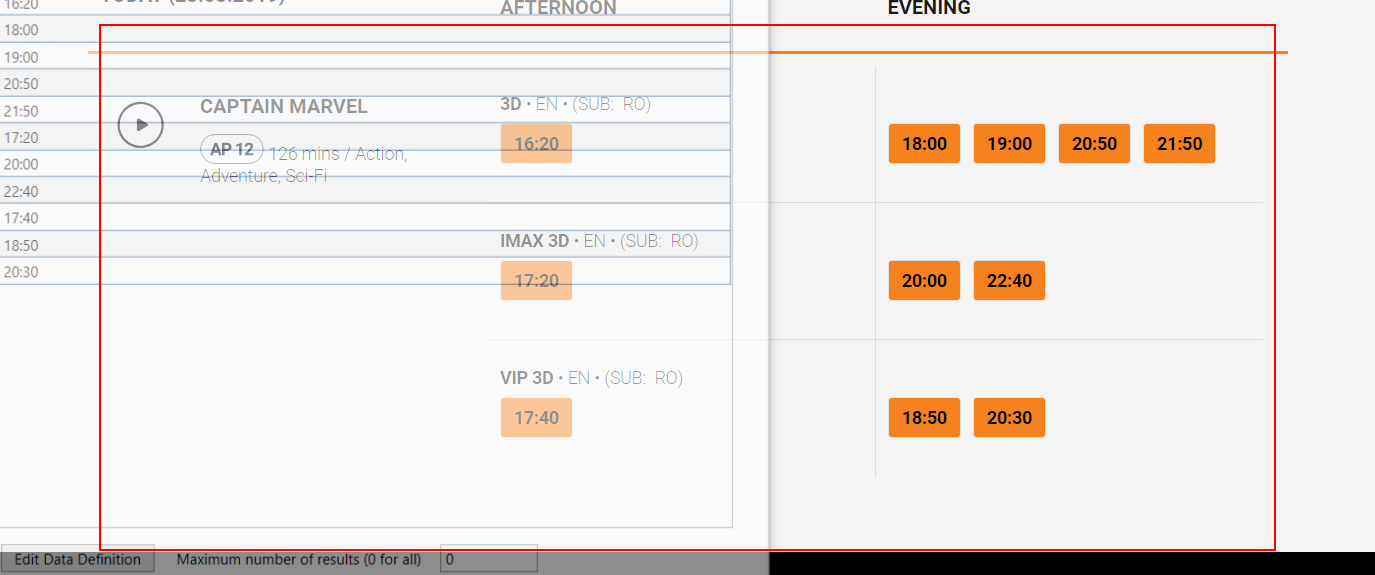 16:20
TODAY (28.03.2019)
AFTERNOON
EVENING
18:00
19:00
20:50
21:50
17:20
20:00
22:40
17:40
18:50
20:30
CAPTAIN MARVEL
AP 12 126 mins / Action,
Adventure, Sci-Fi
3D • EN • (SUB: RO)
16:20
18:00 19:00 20:50 21:50
IMAX 3D • EN • (SUB: RO)
17:20
20:00 22:40
VIP 3D • EN • (SUB: RO)
17:40
18:50 20:30
Edit Data Definition
Maximum number of results (0 for all)
0